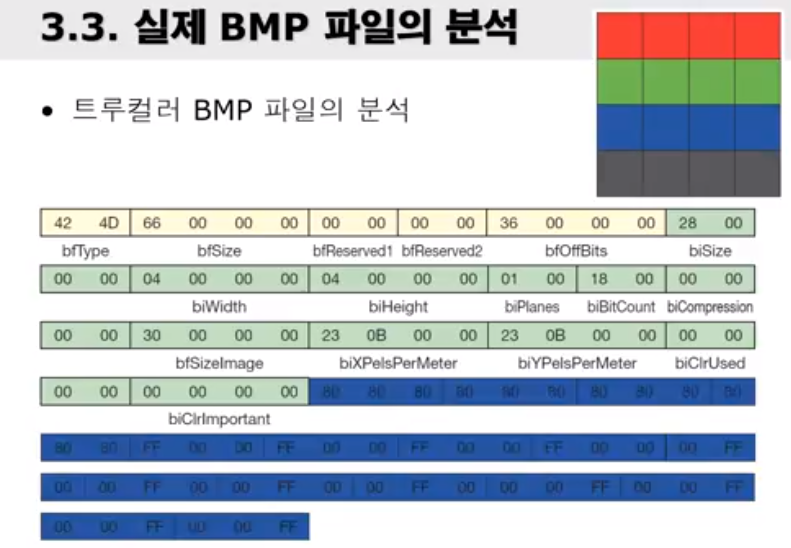 3.3. 실제 BMP 파일의 분석
• 트루컬러 BMP 파일의 분석
42 4D 66 00 00 00 00 00 00 00 36 00 00 00 28 00
bfType bfSize bfReserved1 bfReserved2 bfOffBits biSize
00 00 04 00 00 00 04 00 00 00 01 00 18 00 00 00
biWidth biHeight biPlanes biBitCount biCompression
00 00 30 00 00 00 23 0B 00 00 23 0B 00 00 00 00
bfSizeImage biXPelsPerMeter biYPelsPerMeter biClrUsed
00 00 00 00 00 00 80 80 80 80 80 80 80 80 80 80
biClrImportant
80 80 FF 00 00 FF 00 00 FF 00 00 FF 00 00 00 FF
00 00 FF 00 00 FF 00 00 FF 00 00 00 FF 00 00 FF
00 00 FF 00 00 FF